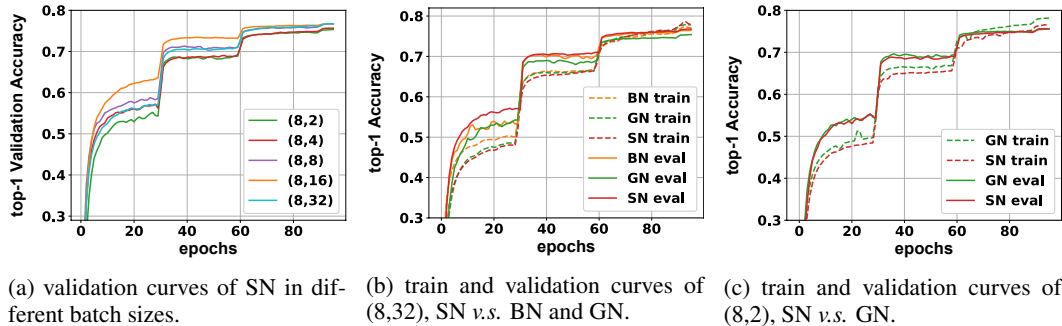 top-1 Validation Accuracy
0.8
0.7
0.6
0.5
0.4
0.3
(8,2)
(8,4)
(8,8)
(8,16)
(8,32)
0 20 40 60 80
epochs
(a) validation curves of SN in dif-
ferent batch sizes.
top-1 Accuracy
0.8
0.7
0.6
0.5
0.4
0.3
BN train
GN train
SN train
BN eval
GN eval
SN eval
0 20 40 60 80
epochs
(b) train and validation curves of
(8,32), SN v.s. BN and GN.
top-1 Accuracy
0.8
0.7
0.6
0.5
0.4
0.3
GN train
SN train
GN eval
SN eval
0 20 40 60 80
epochs
(c) train and validation curves of
(8,2), SN v.s. GN.